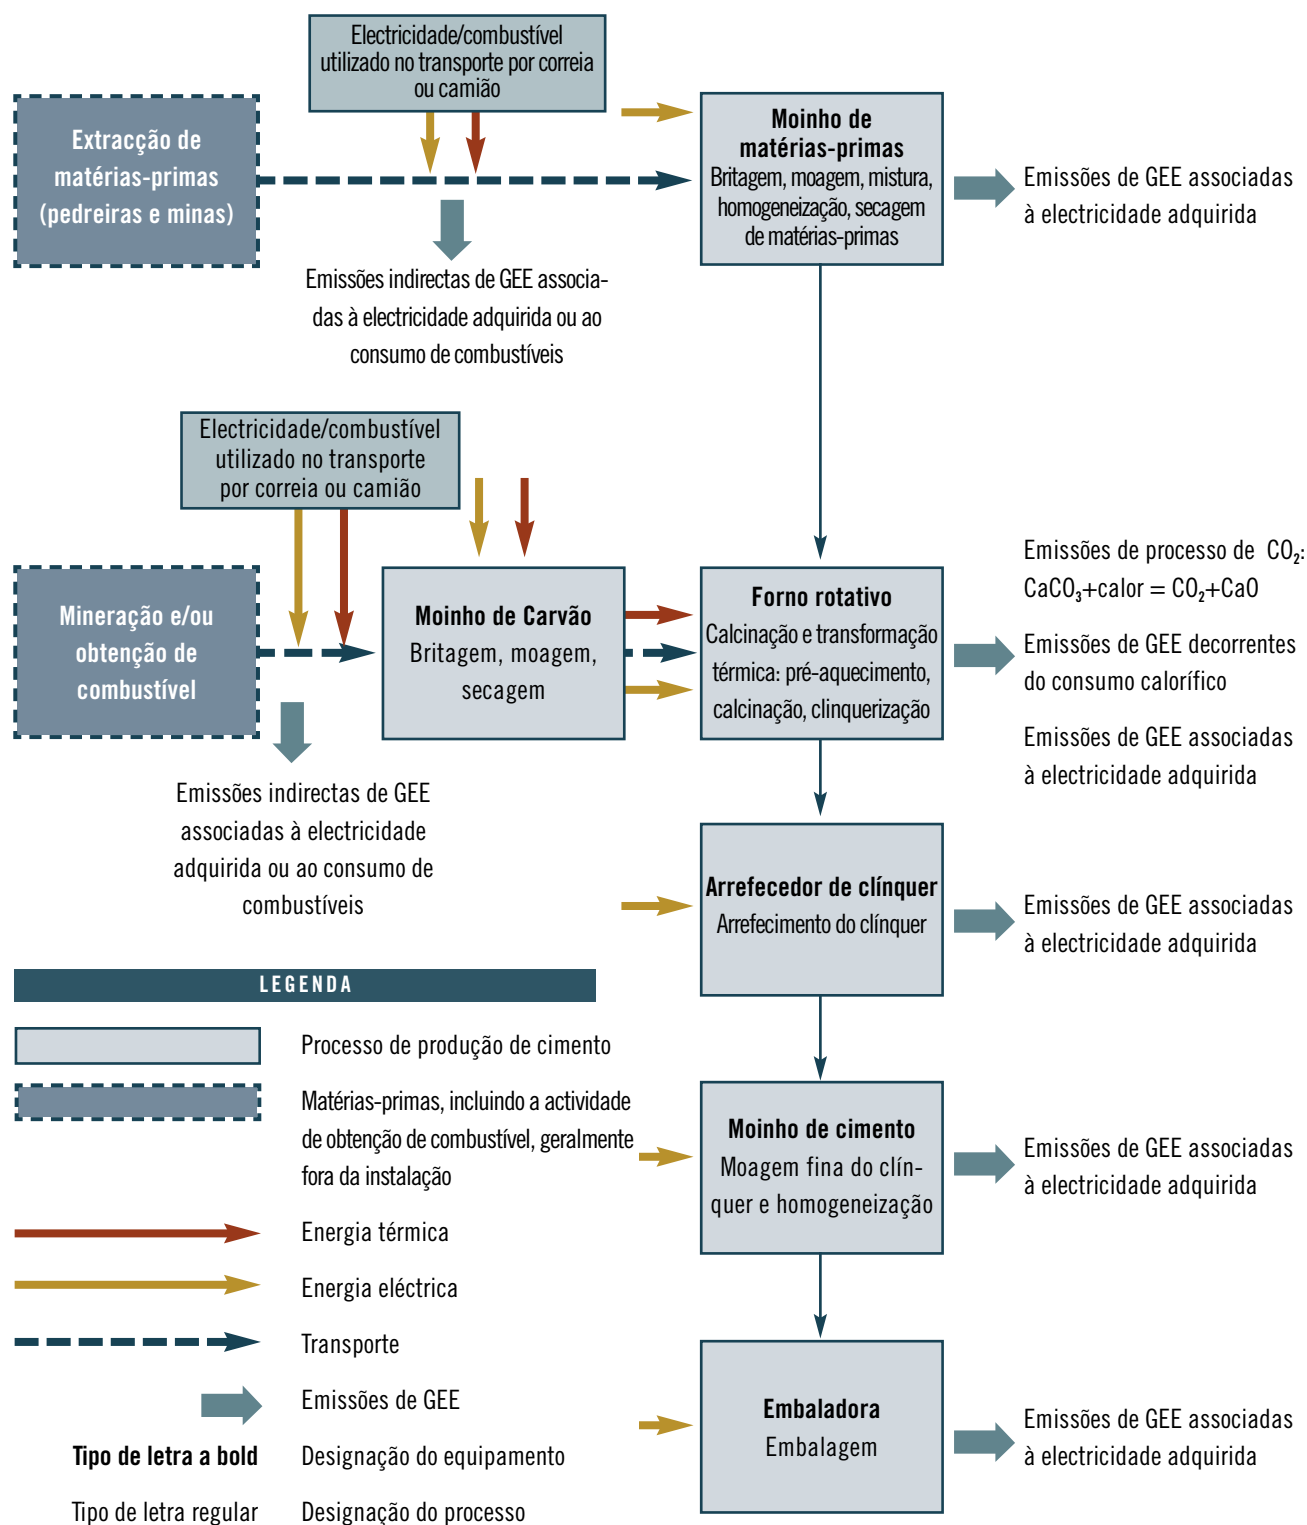 Electricidade/combustível
utilizado no transporte por correia
ou camião
Extracção de
matérias-primas
(pedreiras e minas)
Moinho de
matérias-primas
Britagem, moagem, mistura,
homogeneização, secagem
de matérias-primas
Emissões de GEE associadas
à electricidade adquirida
Emissões indirectas de GEE associa-
das à electricidade adquirida ou ao
consumo de combustíveis
Electricidade/combustível
utilizado no transporte
por correia ou camião
Mineração e/ou
obtenção de
combustível
Moinho de Carvão
Britagem, moagem,
secagem
Forno rotativo
Calcinação e transformação
térmica: pré-aquecimento,
calcinação, clinquerização
Emissões de processo de CO₂:
CaCO₃+calor = CO₂+CaO
Emissões de GEE decorrentes
do consumo calorífico
Emissões de GEE associadas
à electricidade adquirida
Emissões indirectas de GEE
associadas à electricidade
adquirida ou ao consumo de
combustíveis
Arrefecedor de clínquer
Arrefecimento do clínquer
Emissões de GEE associadas
à electricidade adquirida
LEGENDA
Processo de produção de cimento
Matérias-primas, incluindo a actividade
de obtenção de combustível, geralmente
fora da instalação
Energia térmica
Energia eléctrica
Transporte
Emissões de GEE
Tipo de letra a bold
Designação do equipamento
Tipo de letra regular
Designação do processo
Moinho de cimento
Moagem fina do clín-
quer e homogeneização
Emissões de GEE associadas
à electricidade adquirida
Embaladora
Embalagem
Emissões de GEE associadas
à electricidade adquirida